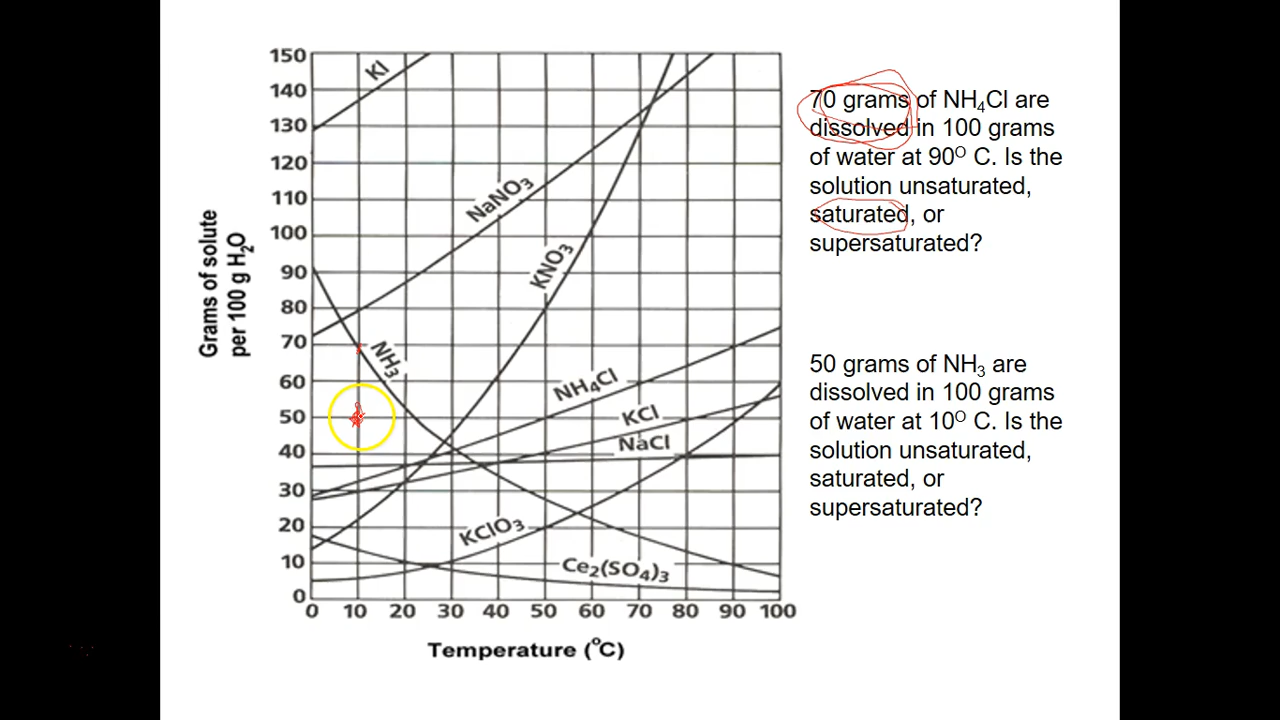 150
140
130
120
110
100
90
80
70
60
50
40
30
20
10
0
0 10 20 30 40 50 60 70 80 90 100
Grams of solute
per 100 g H₂O
Temperature (°C)
KI
NaNO₃
KNO₃
NH₃
NH₄Cl
KCl
NaCl
KClO₃
Ce₂(SO₄)₃
70 grams of NH₄Cl are
dissolved in 100 grams
of water at 90⁰ C. Is the
solution unsaturated,
saturated, or
supersaturated?
50 grams of NH₃ are
dissolved in 100 grams
of water at 10⁰ C. Is the
solution unsaturated,
saturated, or
supersaturated?